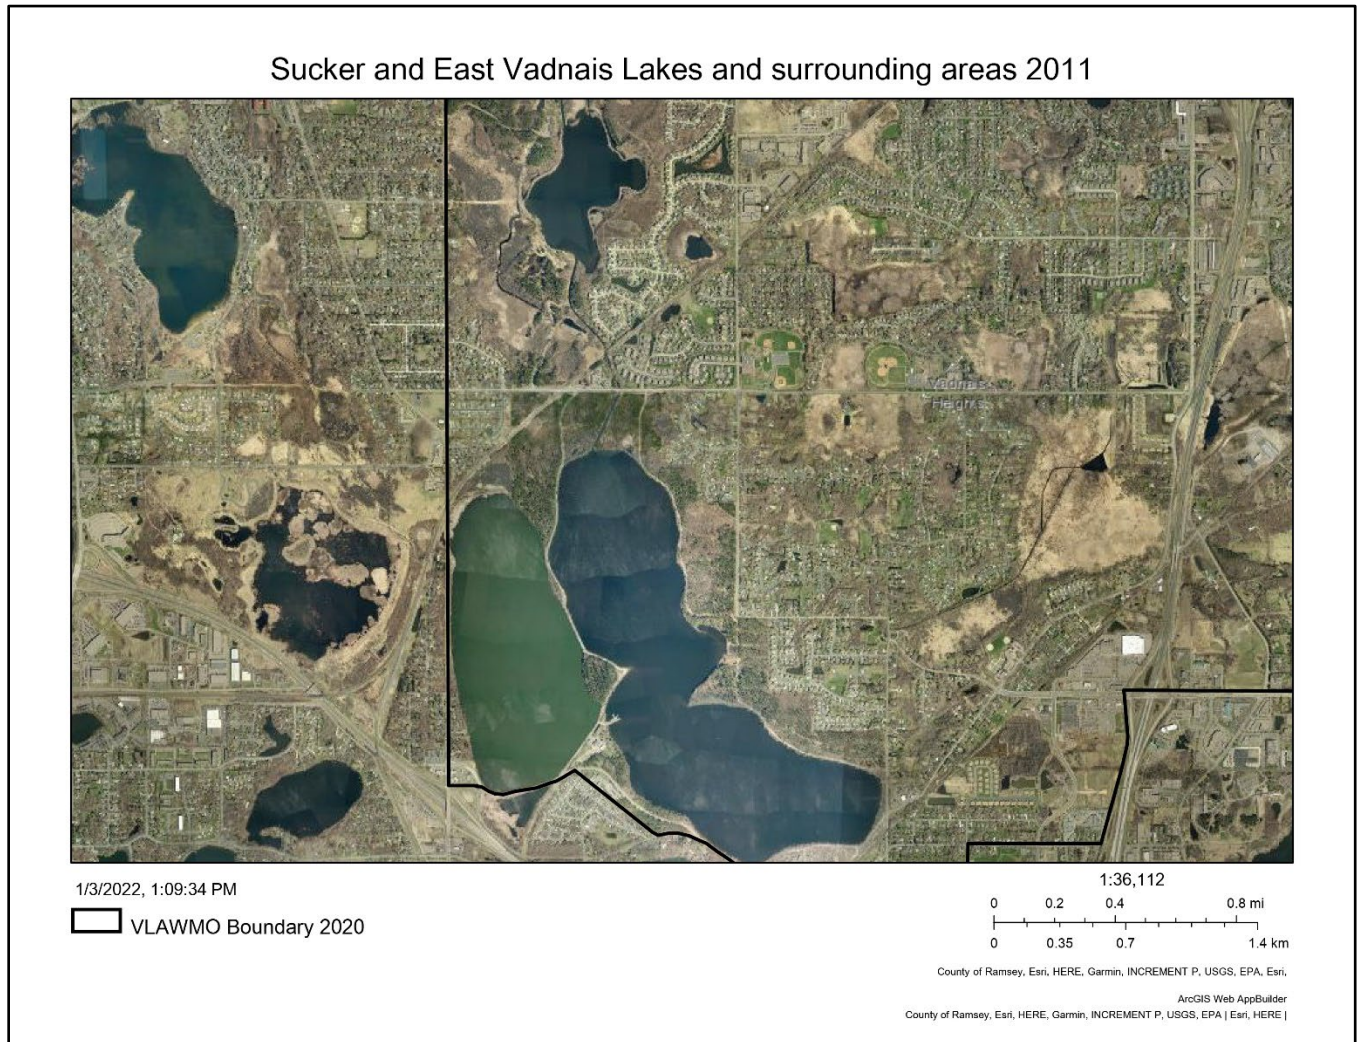 Sucker and East Vadnais Lakes and surrounding areas 2011
Vadnais
Heights
1/3/2022, 1:09:34 PM
VLAWMO Boundary 2020
1:36,112
0 0.2 0.4 0.8 mi
0 0.35 0.7 1.4 km
County of Ramsey, Esri, HERE, Garmin, INCREMENT P, USGS, EPA, Esri,
ArcGIS Web AppBuilder
County of Ramsey, Esri, HERE, Garmin, INCREMENT P, USGS, EPA | Esri, HERE |